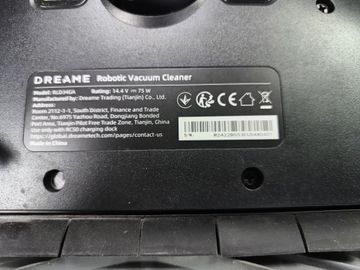 DREAME Robotic Vacuum Cleaner
Model: RLD34GA Rating: 14.4 V ⎓ 75 W
Manufactured by: Dreame Trading (Tianjin) Co., Ltd.
Address:
Room 2112-1-1, South District, Finance and Trade
Center, No.6975 Yazhou Road, Dongjiang Bonded
Port Area, Tianjin Pilot Free Zone, Tianjin, China
Use only with RCS0 charging dock
https://global.dreametech.com/pages/contact-us
Made in China
S/N: